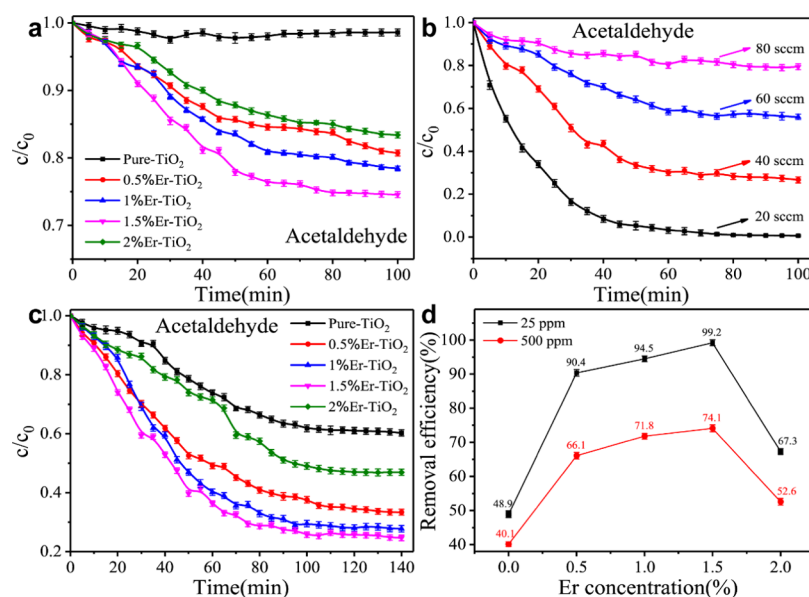 a
1.0
0.9
0.8
0.7
c/c0
Pure-TiO2
0.5%Er-TiO2
1%Er-TiO2
1.5%Er-TiO2
2%Er-TiO2
Acetaldehyde
0 20 40 60 80 100
Time(min)
b
Acetaldehyde
1.0
0.8
0.6
0.4
0.2
0.0
c/c0
80 sccm
60 sccm
40 sccm
20 sccm
0 20 40 60 80 100
Time(min)
c
Acetaldehyde
1.0
0.8
0.6
0.4
0.2
c/c0
Pure-TiO2
0.5%Er-TiO2
1%Er-TiO2
1.5%Er-TiO2
2%Er-TiO2
0 20 40 60 80 100 120 140
Time(min)
d
25 ppm
500 ppm
100
90
80
70
60
50
40
Removal efficiency(%)
48.9
90.4
94.5
99.2
67.3
40.1
66.1
71.8
74.1
52.6
0.0 0.5 1.0 1.5 2.0
Er concentration(%)